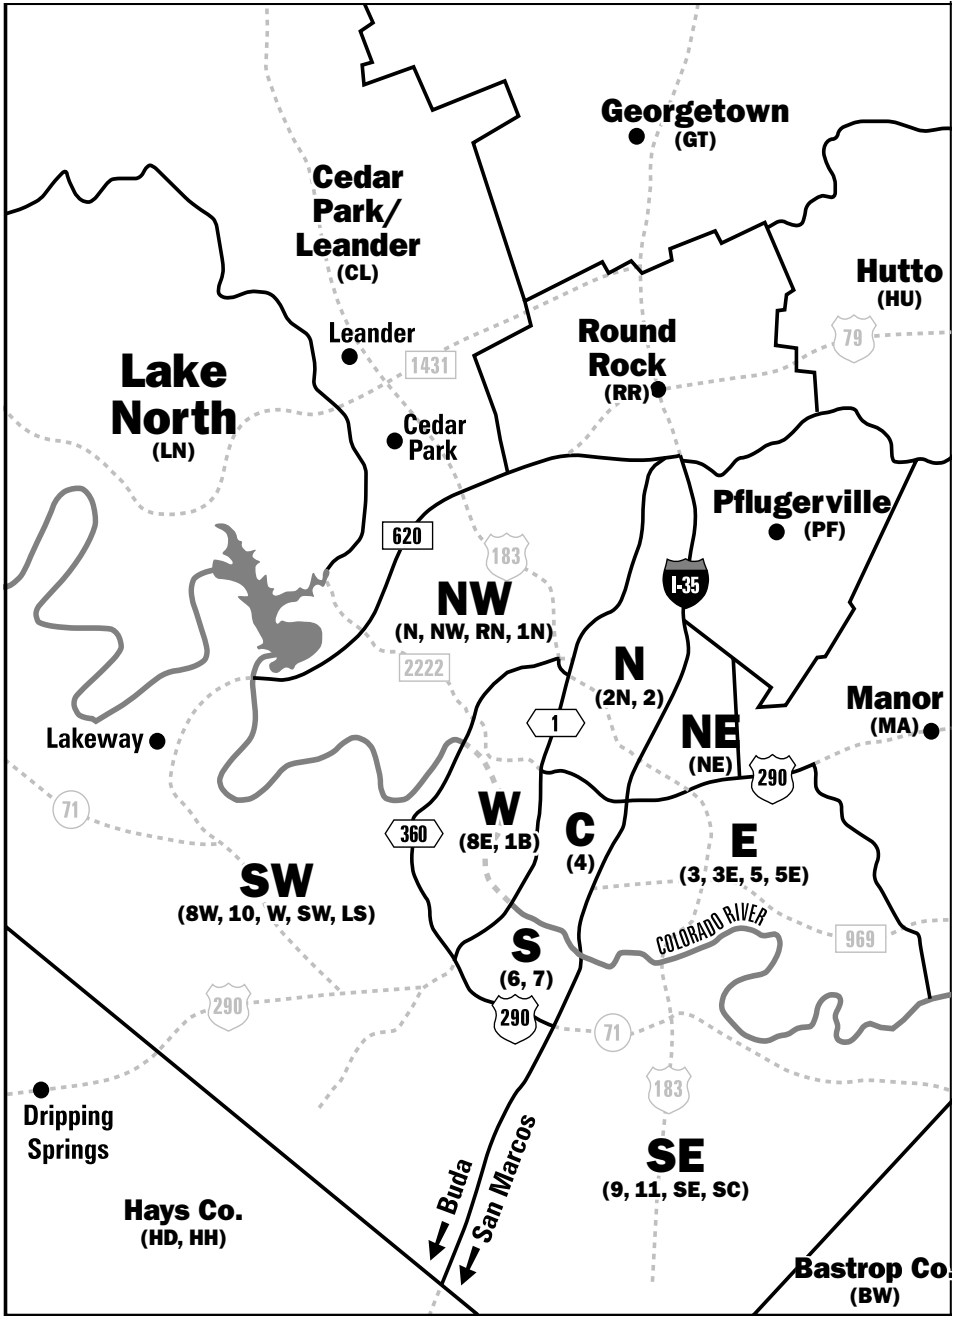 Georgetown
(GT)
Cedar
Park/
Leander
(CL)
Hutto
(HU)
Leander
Round
Rock
(RR)
79
1431
Lake
North
(LN)
Cedar
Park
Pflugerville
(PF)
620
183
I-35
NW
(N, NW, RN, 1N)
2222
N
(2N, 2)
Manor
(MA)
1
NE
(NE)
Lakeway
290
71
W
(8E, 1B)
360
C
(4)
E
(3, 3E, 5, 5E)
SW
(8W, 10, W, SW, LS)
COLORADO RIVER
969
S
(6, 7)
290
290
71
183
Dripping
Springs
SE
(9, 11, SE, SC)
Buda
San Marcos
Hays Co.
(HD, HH)
Bastrop Co.
(BW)